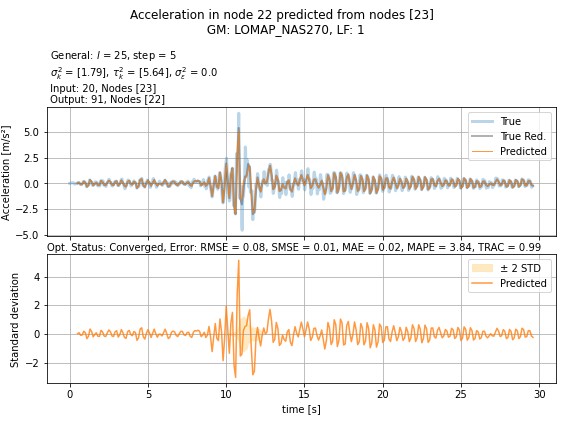 Acceleration in node 22 predicted from nodes [23]
GM: LOMAP_NAS270, LF: 1
General: l = 25, step = 5
σ²ₖ = [1.79], τ²ₖ = [5.64], σ²ε = 0.0
Input: 20, Nodes [23]
Output: 91, Nodes [22]
Acceleration [m/s²]
5.0
2.5
0.0
−2.5
−5.0
True
True Red.
Predicted
Opt. Status: Converged, Error: RMSE = 0.08, SMSE = 0.01, MAE = 0.02, MAPE = 3.84, TRAC = 0.99
Standard deviation
4
2
0
−2
± 2 STD
Predicted
0 5 10 15 20 25 30
time [s]